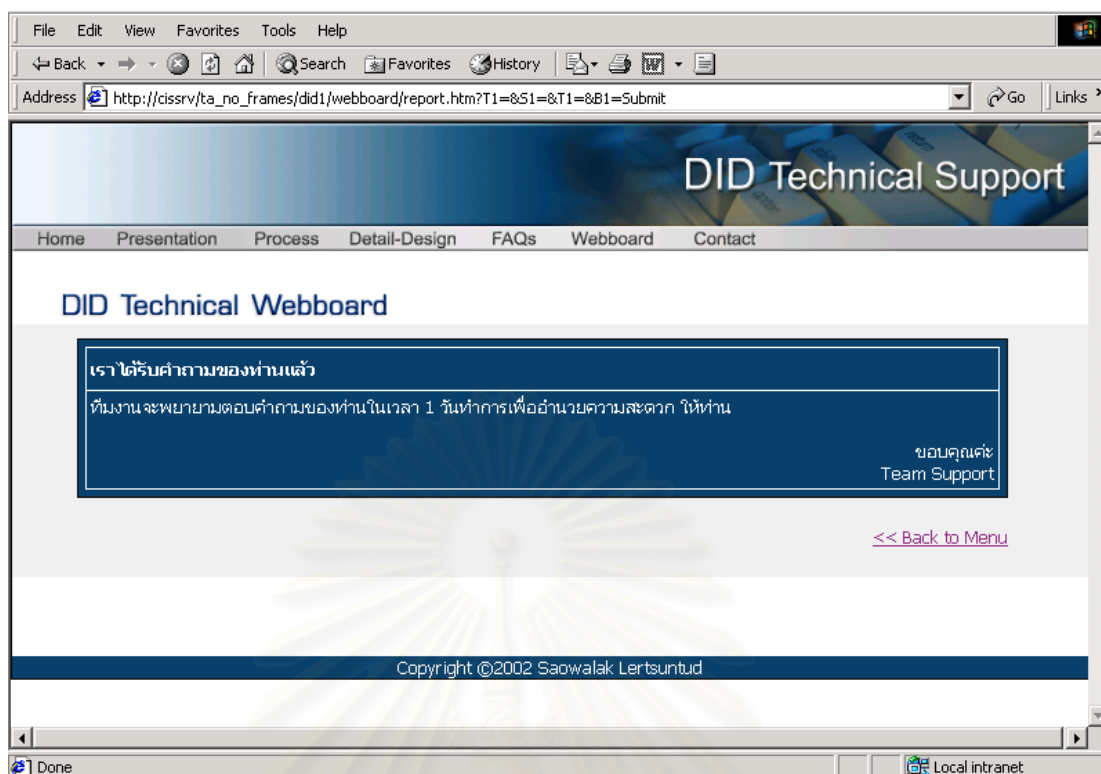 File Edit View Favorites Tools Help
Back Search Favorites History
Address http://cissrv/ta_no_frames/did1/webboard/report.htm?T1=&S1=&T1=&B1=Submit Go Links
DID Technical Support
Home Presentation Process Detail-Design FAQs Webboard Contact
DID Technical Webboard
เราได้รับคำถามของท่านแล้ว
ทีมงานจะพยายามตอบคำถามของท่านในเวลา 1 วันทำการเพื่ออำนวยความสะดวก ให้ท่าน
ขอบคุณค่ะ
Team Support
<< Back to Menu
Copyright ©2002 Saowalak Lertsuntud
Done Local intranet